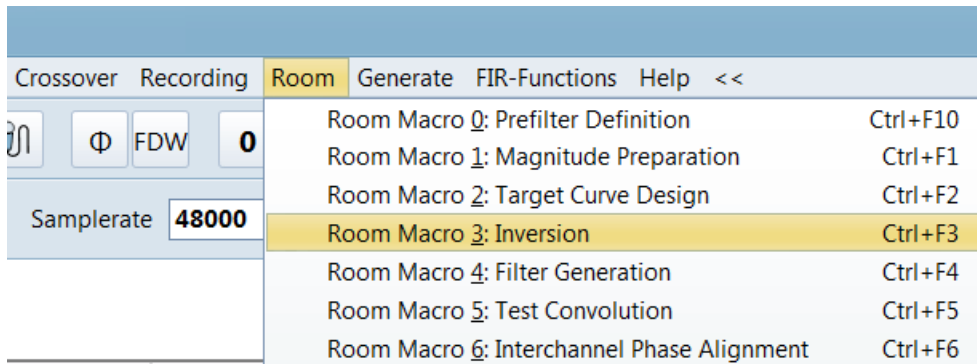 Crossover Recording Room Generate FIR-Functions Help <<
Room Macro 0: Prefilter Definition Ctrl+F10
Φ FDW 0
Room Macro 1: Magnitude Preparation Ctrl+F1
Room Macro 2: Target Curve Design Ctrl+F2
Samplerate 48000
Room Macro 3: Inversion Ctrl+F3
Room Macro 4: Filter Generation Ctrl+F4
Room Macro 5: Test Convolution Ctrl+F5
Room Macro 6: Interchannel Phase Alignment Ctrl+F6